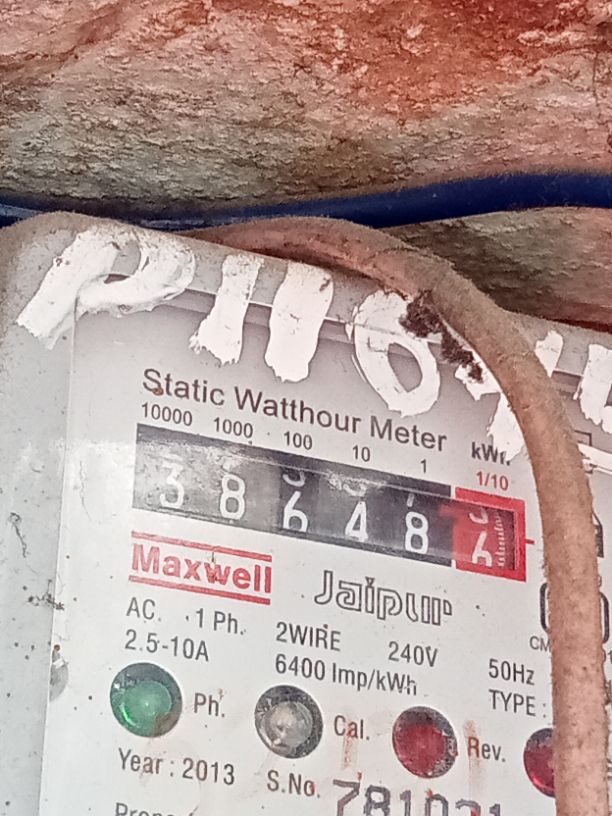 Static Watthour Meter
10000 1000 100 10 1 kWh 1/10
3 8 6 4 8 6
Maxwell Jaipur
AC. 1 Ph. 2WIRE 240V 50Hz
2.5-10A 6400 Imp/kWh TYPE :
Ph. Cal. Rev.
Year : 2013 S.No. 781021